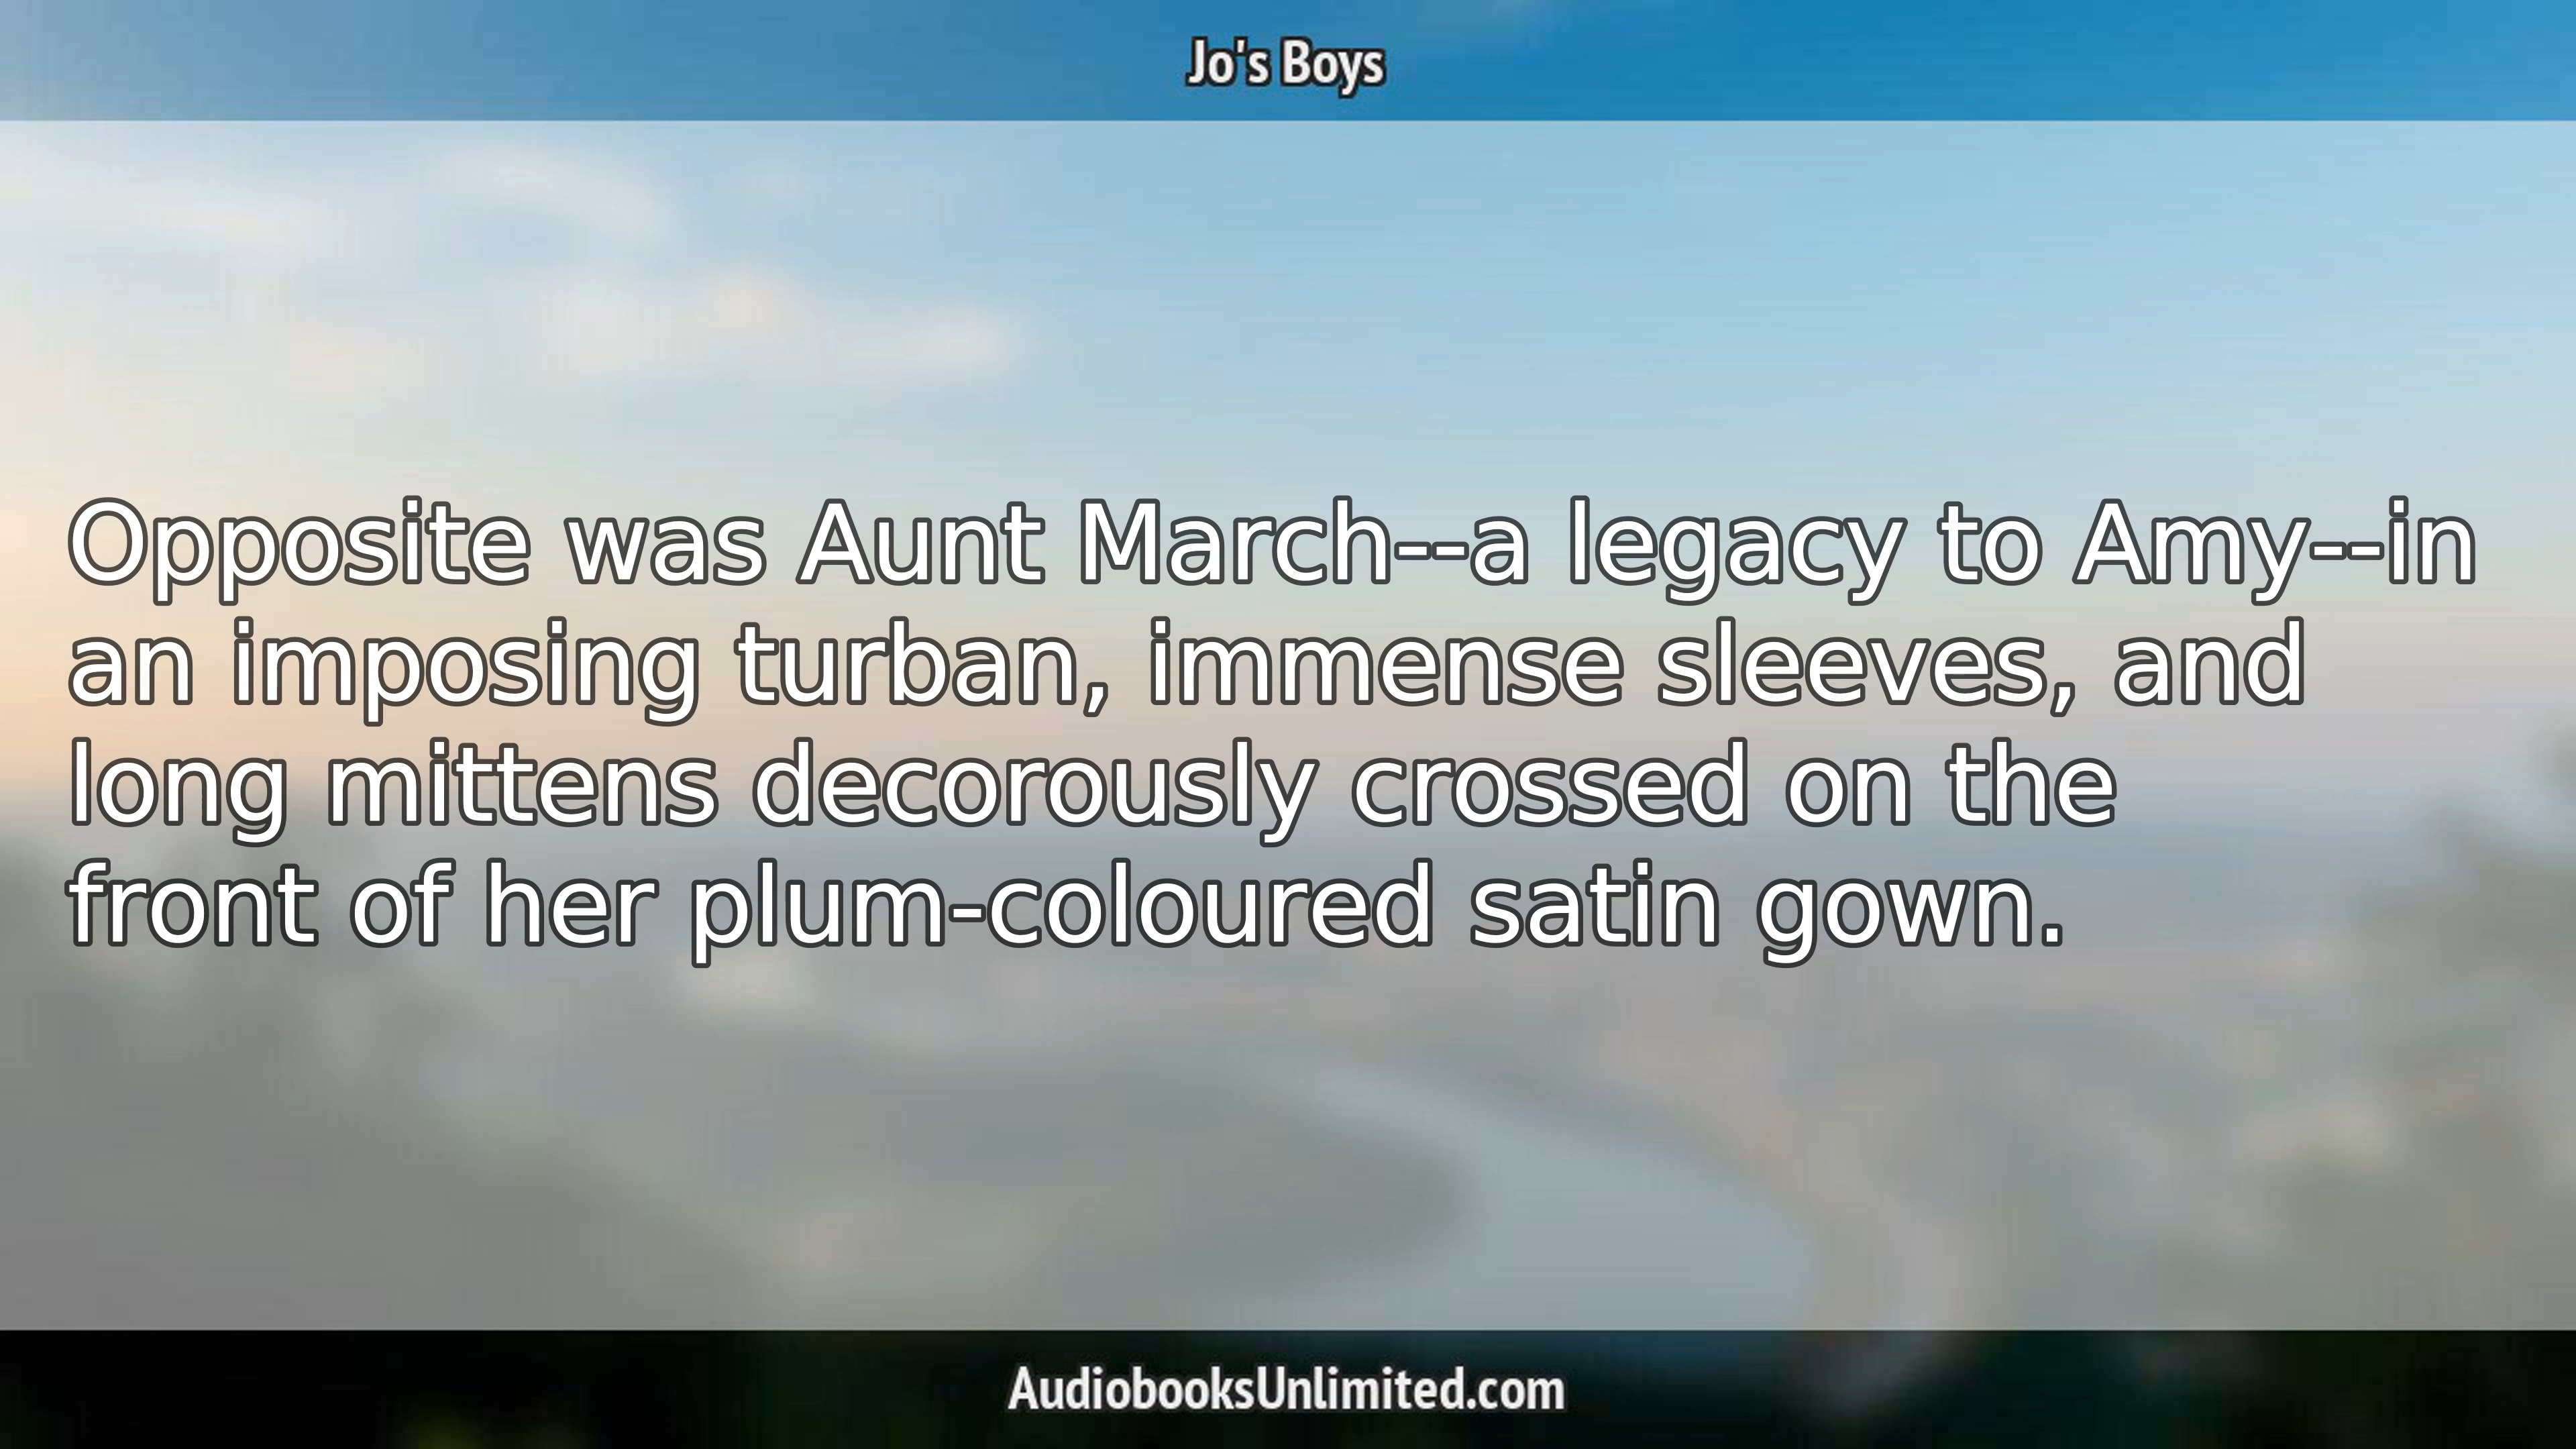 Jo's Boys
Opposite was Aunt March--a legacy to Amy--in
an imposing turban, immense sleeves, and
long mittens decorously crossed on the
front of her plum-coloured satin gown.
AudiobooksUnlimited.com